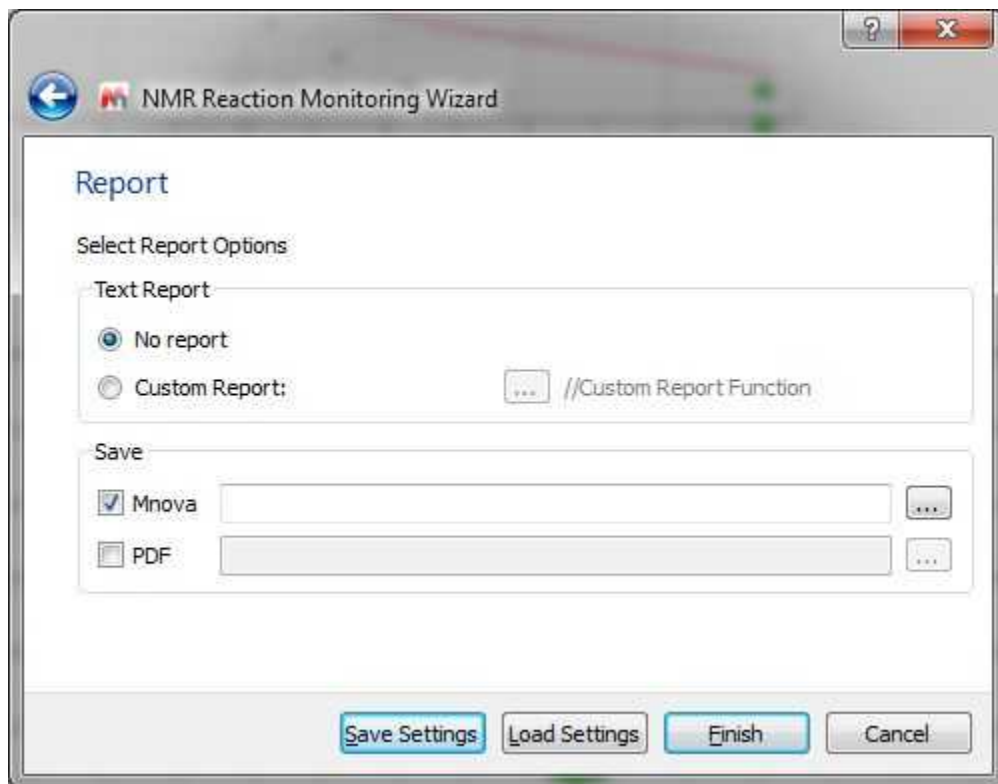 NMR Reaction Monitoring Wizard
Report
Select Report Options
Text Report
No report
Custom Report: ... //Custom Report Function
Save
Mnova ...
PDF ...
Save Settings Load Settings Finish Cancel